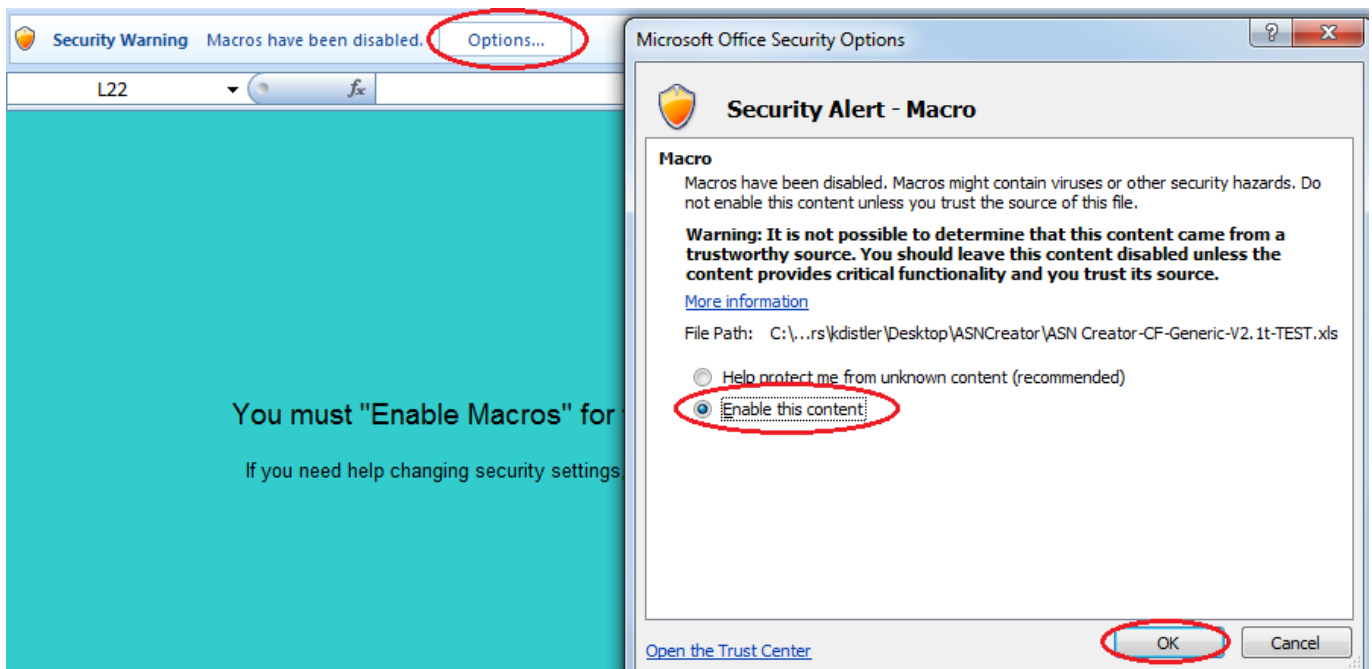 Security Warning Macros have been disabled. Options...
L22 fx
You must "Enable Macros" for
If you need help changing security settings,
Microsoft Office Security Options
? X
Security Alert - Macro
Macro
Macros have been disabled. Macros might contain viruses or other security hazards. Do
not enable this content unless you trust the source of this file.
Warning: It is not possible to determine that this content came from a
trustworthy source. You should leave this content disabled unless the
content provides critical functionality and you trust its source.
More information
File Path: C:\...rs\kdistler\Desktop\ASNCreator\ASN Creator-CF-Generic-V2.1t-TEST.xls
Help protect me from unknown content (recommended)
Enable this content
Open the Trust Center
OK Cancel